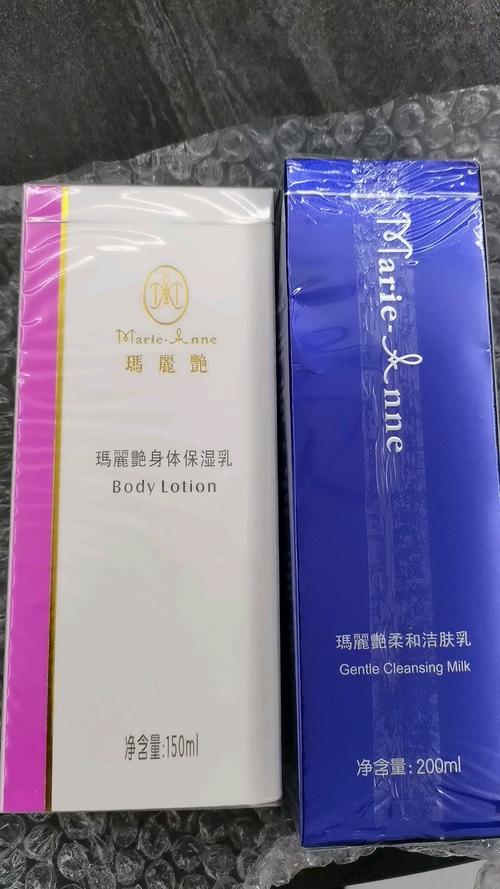 Marie-Anne
瑪麗艷
瑪麗艷身体保湿乳
Body Lotion
净含量:150ml
Marie-Anne
瑪麗艷柔和洁肤乳
Gentle Cleansing Milk
净含量:200ml